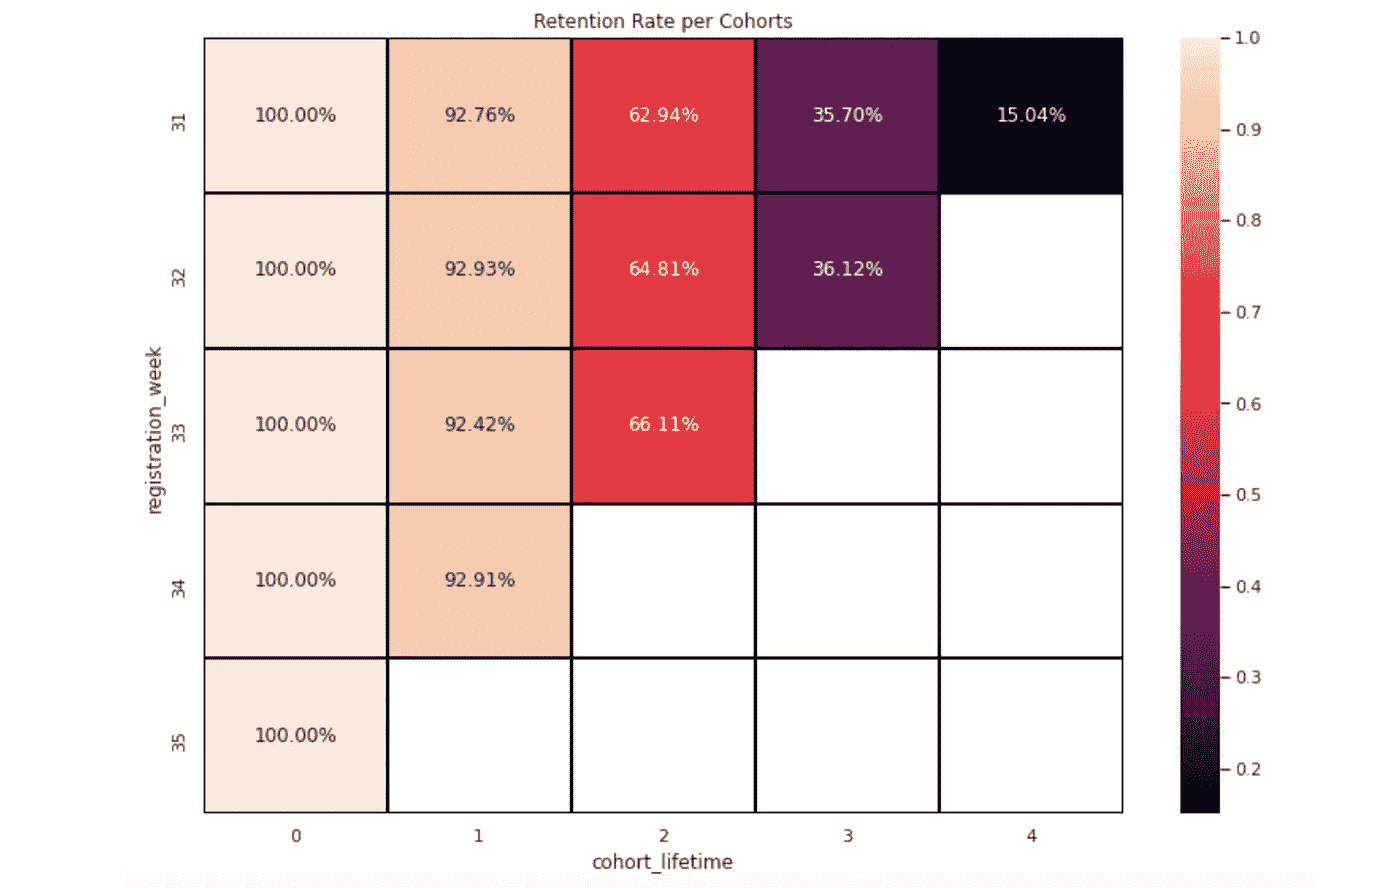 Retention Rate per Cohorts
31 100.00% 92.76% 62.94% 35.70% 15.04%
32 100.00% 92.93% 64.81% 36.12%
33 100.00% 92.42% 66.11%
34 100.00% 92.91%
35 100.00%
registration_week
0 1 2 3 4
cohort_lifetime
1.0
0.9
0.8
0.7
0.6
0.5
0.4
0.3
0.2